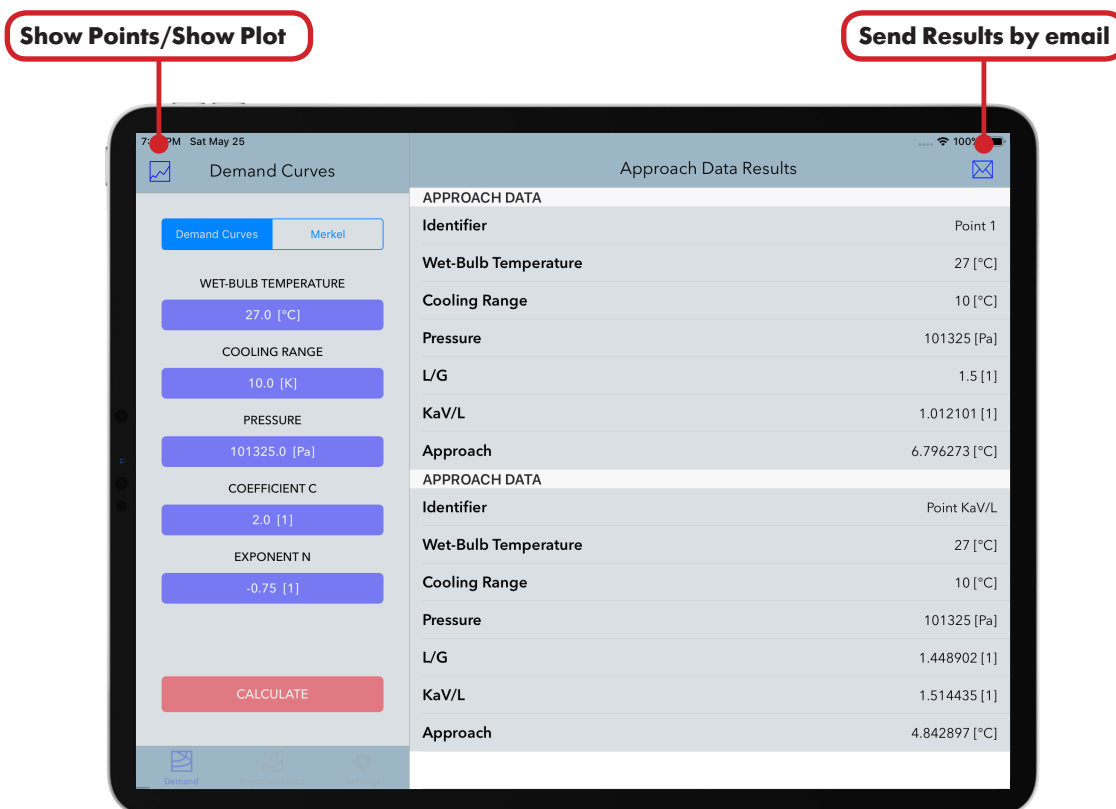 Show Points/Show Plot
Send Results by email
PM Sat May 25
100%
Demand Curves
Approach Data Results
Demand Curves
Merkel
WET-BULB TEMPERATURE
27.0 [°C]
COOLING RANGE
10.0 [K]
PRESSURE
101325.0 [Pa]
COEFFICIENT C
2.0 [1]
EXPONENT N
-0.75 [1]
CALCULATE
Demand
APPROACH DATA
Identifier Point 1
Wet-Bulb Temperature 27 [°C]
Cooling Range 10 [°C]
Pressure 101325 [Pa]
L/G 1.5 [1]
KaV/L 1.012101 [1]
Approach 6.796273 [°C]
APPROACH DATA
Identifier Point KaV/L
Wet-Bulb Temperature 27 [°C]
Cooling Range 10 [°C]
Pressure 101325 [Pa]
L/G 1.448902 [1]
KaV/L 1.514435 [1]
Approach 4.842897 [°C]